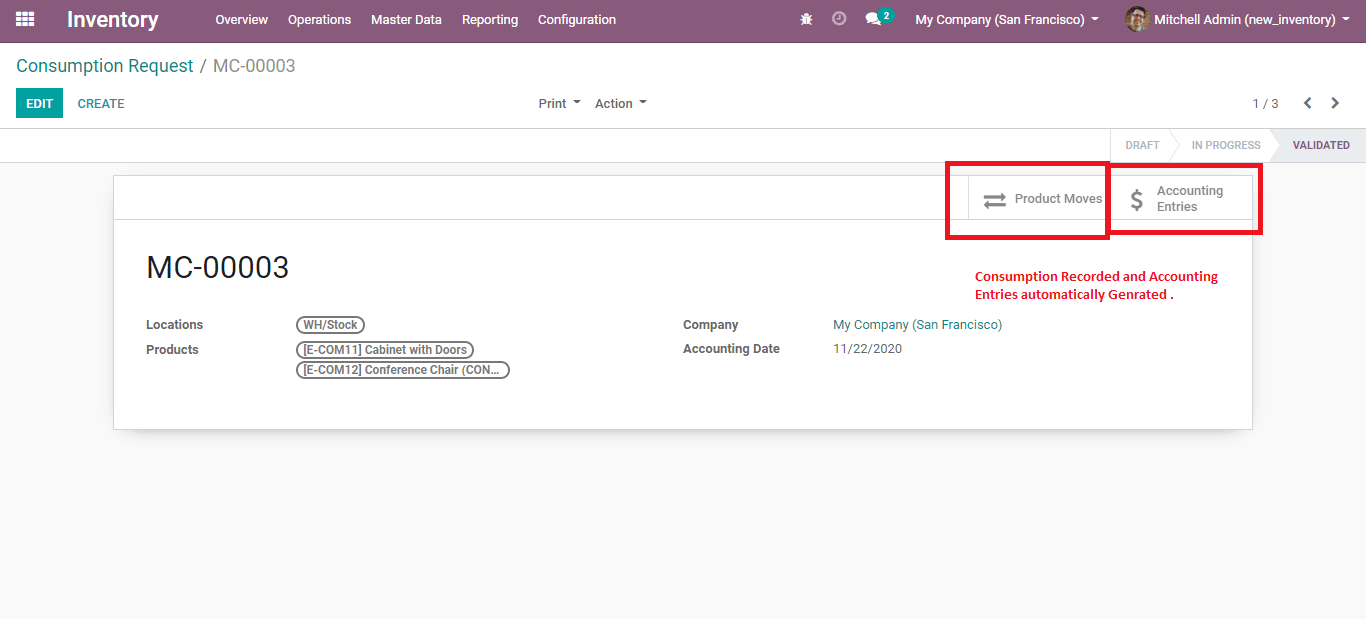 Inventory Overview Operations Master Data Reporting Configuration 2 My Company (San Francisco) Mitchell Admin (new_inventory)
Consumption Request / MC-00003
EDIT CREATE Print Action 1 / 3
DRAFT IN PROGRESS VALIDATED
Product Moves
Accounting
Entries
MC-00003
Consumption Recorded and Accounting
Entries automatically Genrated .
Locations WH/Stock Company My Company (San Francisco)
Products [E-COM11] Cabinet with Doors Accounting Date 11/22/2020
[E-COM12] Conference Chair (CON...